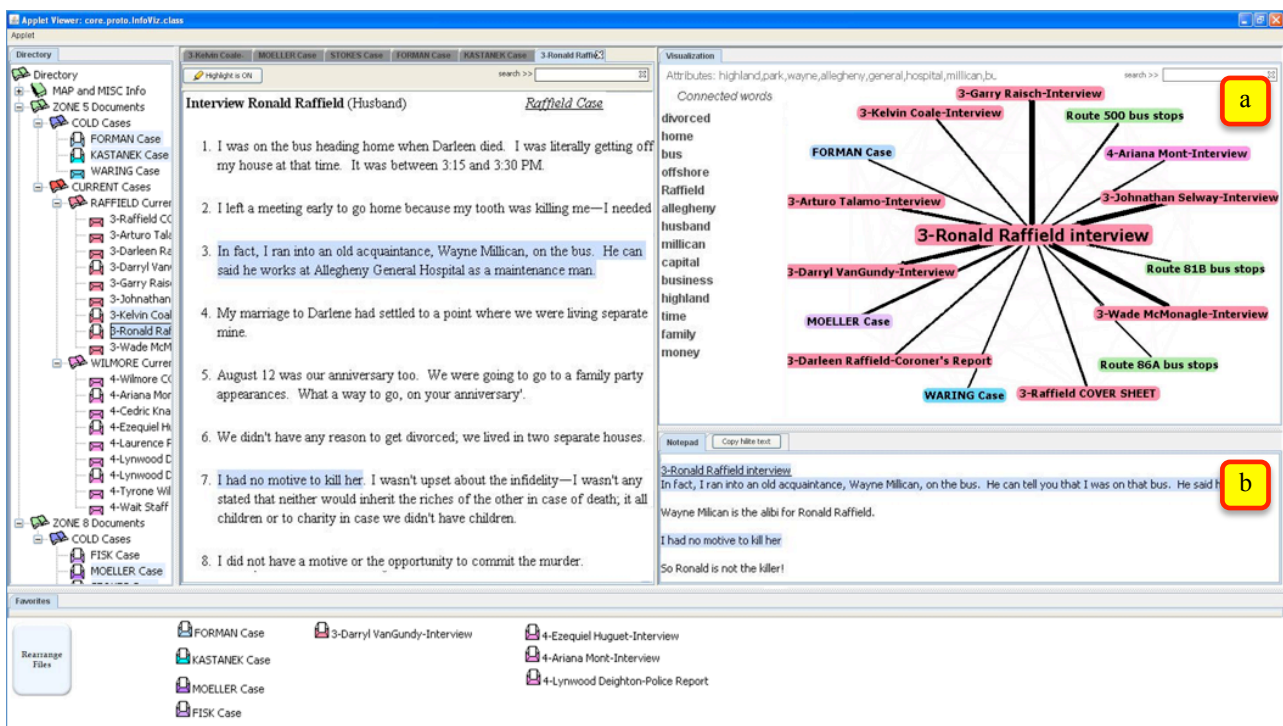 Applet Viewer: core.proto.InfoViz.class
Applet
Directory
Directory
MAP and MISC Info
ZONE 5 Documents
COLD Cases
FORMAN Case
KASTANEK Case
WARING Case
CURRENT Cases
RAFFIELD Currer
3-Raffield CO
3-Arturo Tala
3-Darleen Ra
3-Darryl Van
3-Garry Rais
3-Johnathan
3-Kelvin Coal
3-Ronald Raf
3-Wade McM
WILMORE Currer
4-Wilmore CO
4-Ariana Mor
4-Cedric Kna
4-Ezequiel Hu
4-Laurence F
4-Lynwood D
4-Lynwood D
4-Tyrone Wil
4-Wait Staff
ZONE 8 Documents
COLD Cases
FISK Case
MOELLER Case
3-Kelvin Coale-
MOELLER Case
STOKES Case
FORMAN Case
KASTANEK Case
3-Ronald Raffie
Highlight is ON
search >>
Interview Ronald Raffield (Husband) Raffield Case
1. I was on the bus heading home when Darleen died. I was literally getting off
my house at that time. It was between 3:15 and 3:30 PM.
2. I left a meeting early to go home because my tooth was killing me—I needed
3. In fact, I ran into an old acquaintance, Wayne Millican, on the bus. He can
said he works at Allegheny General Hospital as a maintenance man.
4. My marriage to Darlene had settled to a point where we were living separate
mine.
5. August 12 was our anniversary too. We were going to go to a family party
appearances. What a way to go, on your anniversary'.
6. We didn't have any reason to get divorced; we lived in two separate houses.
7. I had no motive to kill her. I wasn't upset about the infidelity—I wasn't any
stated that neither would inherit the riches of the other in case of death; it all
children or to charity in case we didn't have children.
8. I did not have a motive or the opportunity to commit the murder.
Visualization
Attributes: highland,park,wayne,allegheny,general,hospital,millican,bu.
search >>
a
Connected words
divorced
home
bus
offshore
Raffield
allegheny
husband
millican
capital
business
highland
time
family
money
3-Garry Raisch-Interview
3-Kelvin Coale-Interview
Route 500 bus stops
FORMAN Case
4-Ariana Mont-Interview
3-Arturo Talamo-Interview
3-Johnathan Selway-Interview
3-Ronald Raffield interview
3-Darryl VanGundy-Interview
Route 81B bus stops
MOELLER Case
3-Wade McMonagle-Interview
3-Darleen Raffield-Coroner's Report
Route 86A bus stops
WARING Case
3-Raffield COVER SHEET
Notepad
Copy hilite text
3-Ronald Raffield interview
In fact, I ran into an old acquaintance, Wayne Millican, on the bus. He can tell you that I was on that bus. He said h
b
Wayne Milican is the alibi for Ronald Raffield.
I had no motive to kill her
So Ronald is not the killer!
Favorites
Rearrange
Files
FORMAN Case
KASTANEK Case
MOELLER Case
FISK Case
3-Darryl VanGundy-Interview
4-Ezequiel Huguet-Interview
4-Ariana Mont-Interview
4-Lynwood Deighton-Police Report